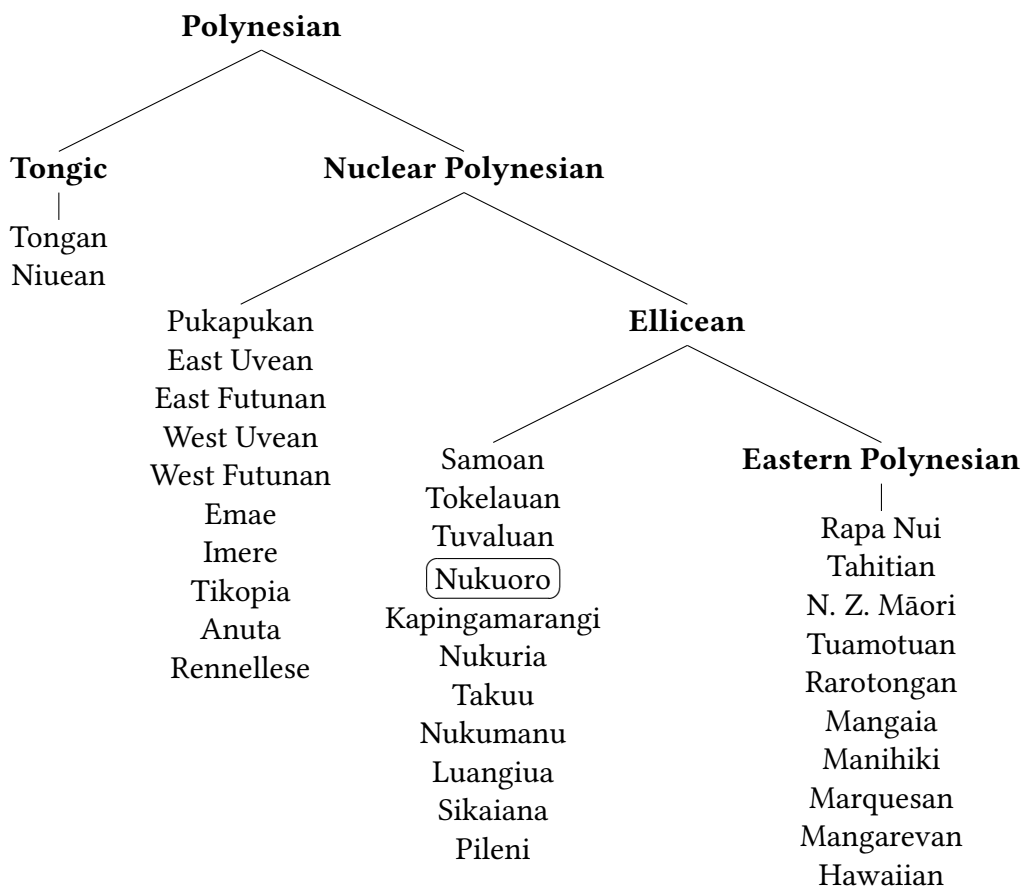 Polynesian
Tongic
Nuclear Polynesian
Tongan
Niuean
Pukapukan
East Uvean
East Futunan
West Uvean
West Futunan
Emae
Imere
Tikopia
Anuta
Rennellese
Ellicean
Samoan
Tokelauan
Tuvaluan
Nukuoro
Kapingamarangi
Nukuria
Takuu
Nukumanu
Luangiua
Sikaiana
Pileni
Eastern Polynesian
Rapa Nui
Tahitian
N. Z. Māori
Tuamotuan
Rarotongan
Mangaia
Manihiki
Marquesan
Mangarevan
Hawaiian